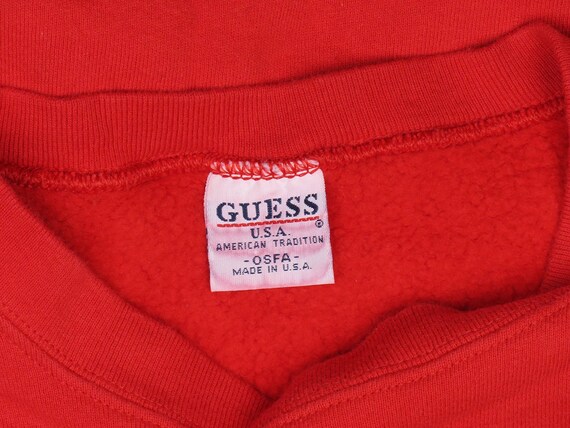 GUESS
®
U.S.A.
AMERICAN TRADITION
-OSFA-
MADE IN U.S.A.